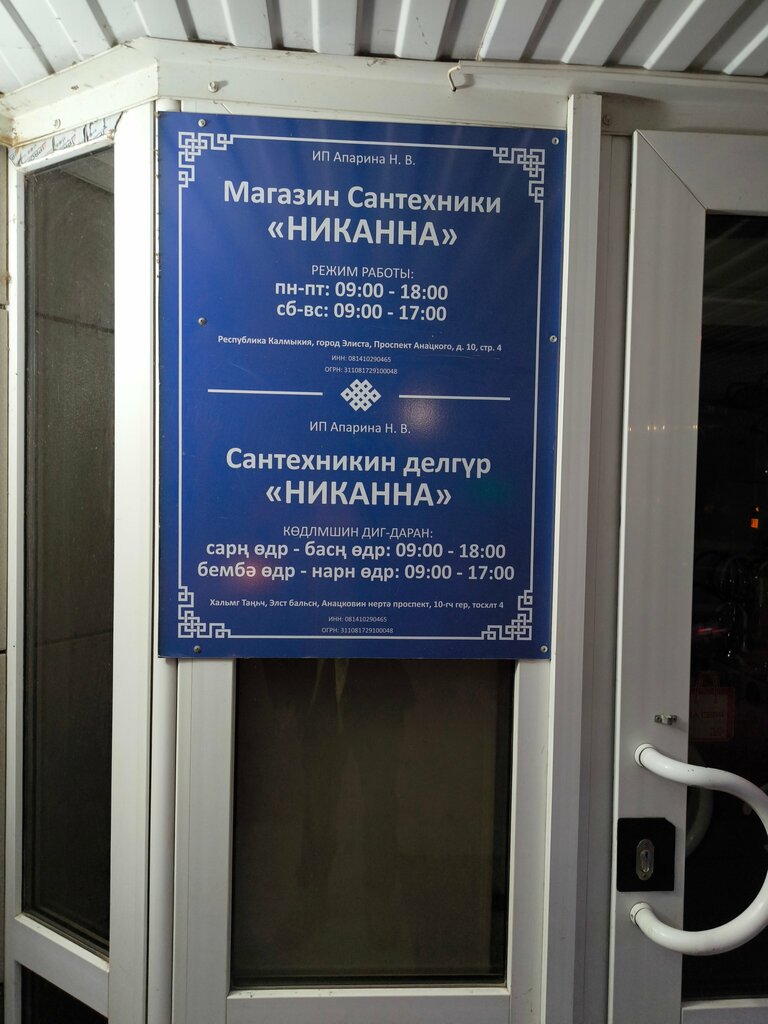 ИП Апарина Н. В.
Магазин Сантехники
«НИКАННА»
РЕЖИМ РАБОТЫ:
пн-пт: 09:00 - 18:00
сб-вс: 09:00 - 17:00
Республика Калмыкия, город Элиста, Проспект Анацкого, д. 10, стр. 4
ИНН: 081410290465
ОГРН: 311081729100048
ИП Апарина Н. В.
Сантехникин делгүр
«НИКАННА»
КӨДЛМШИН ДИГ-ДАРАН:
сарң өдр - басң өдр: 09:00 - 18:00
бембә өдр - нарн өдр: 09:00 - 17:00
Хальмг Таңһч, Элст балһсн, Анацковин нертә проспект, 10-гч гер, тосхлт 4
ИНН: 081410290465
ОГРН: 311081729100048